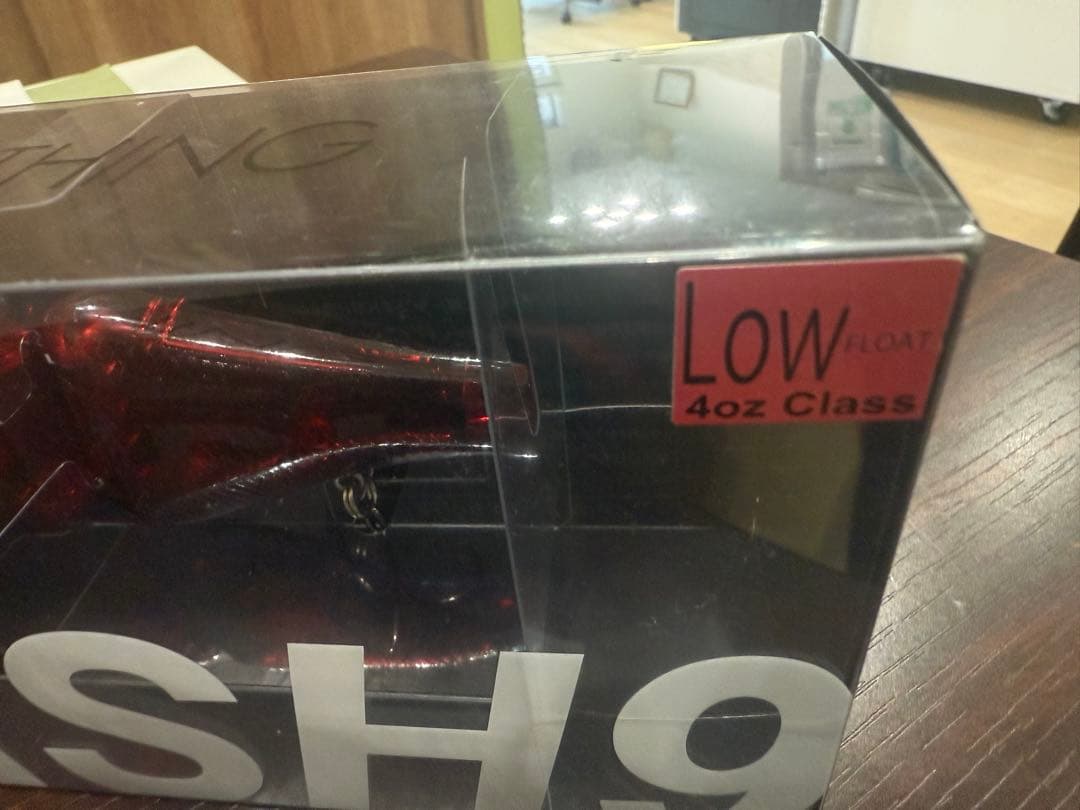 THING
LOW FLOAT
4oz Class
SH9